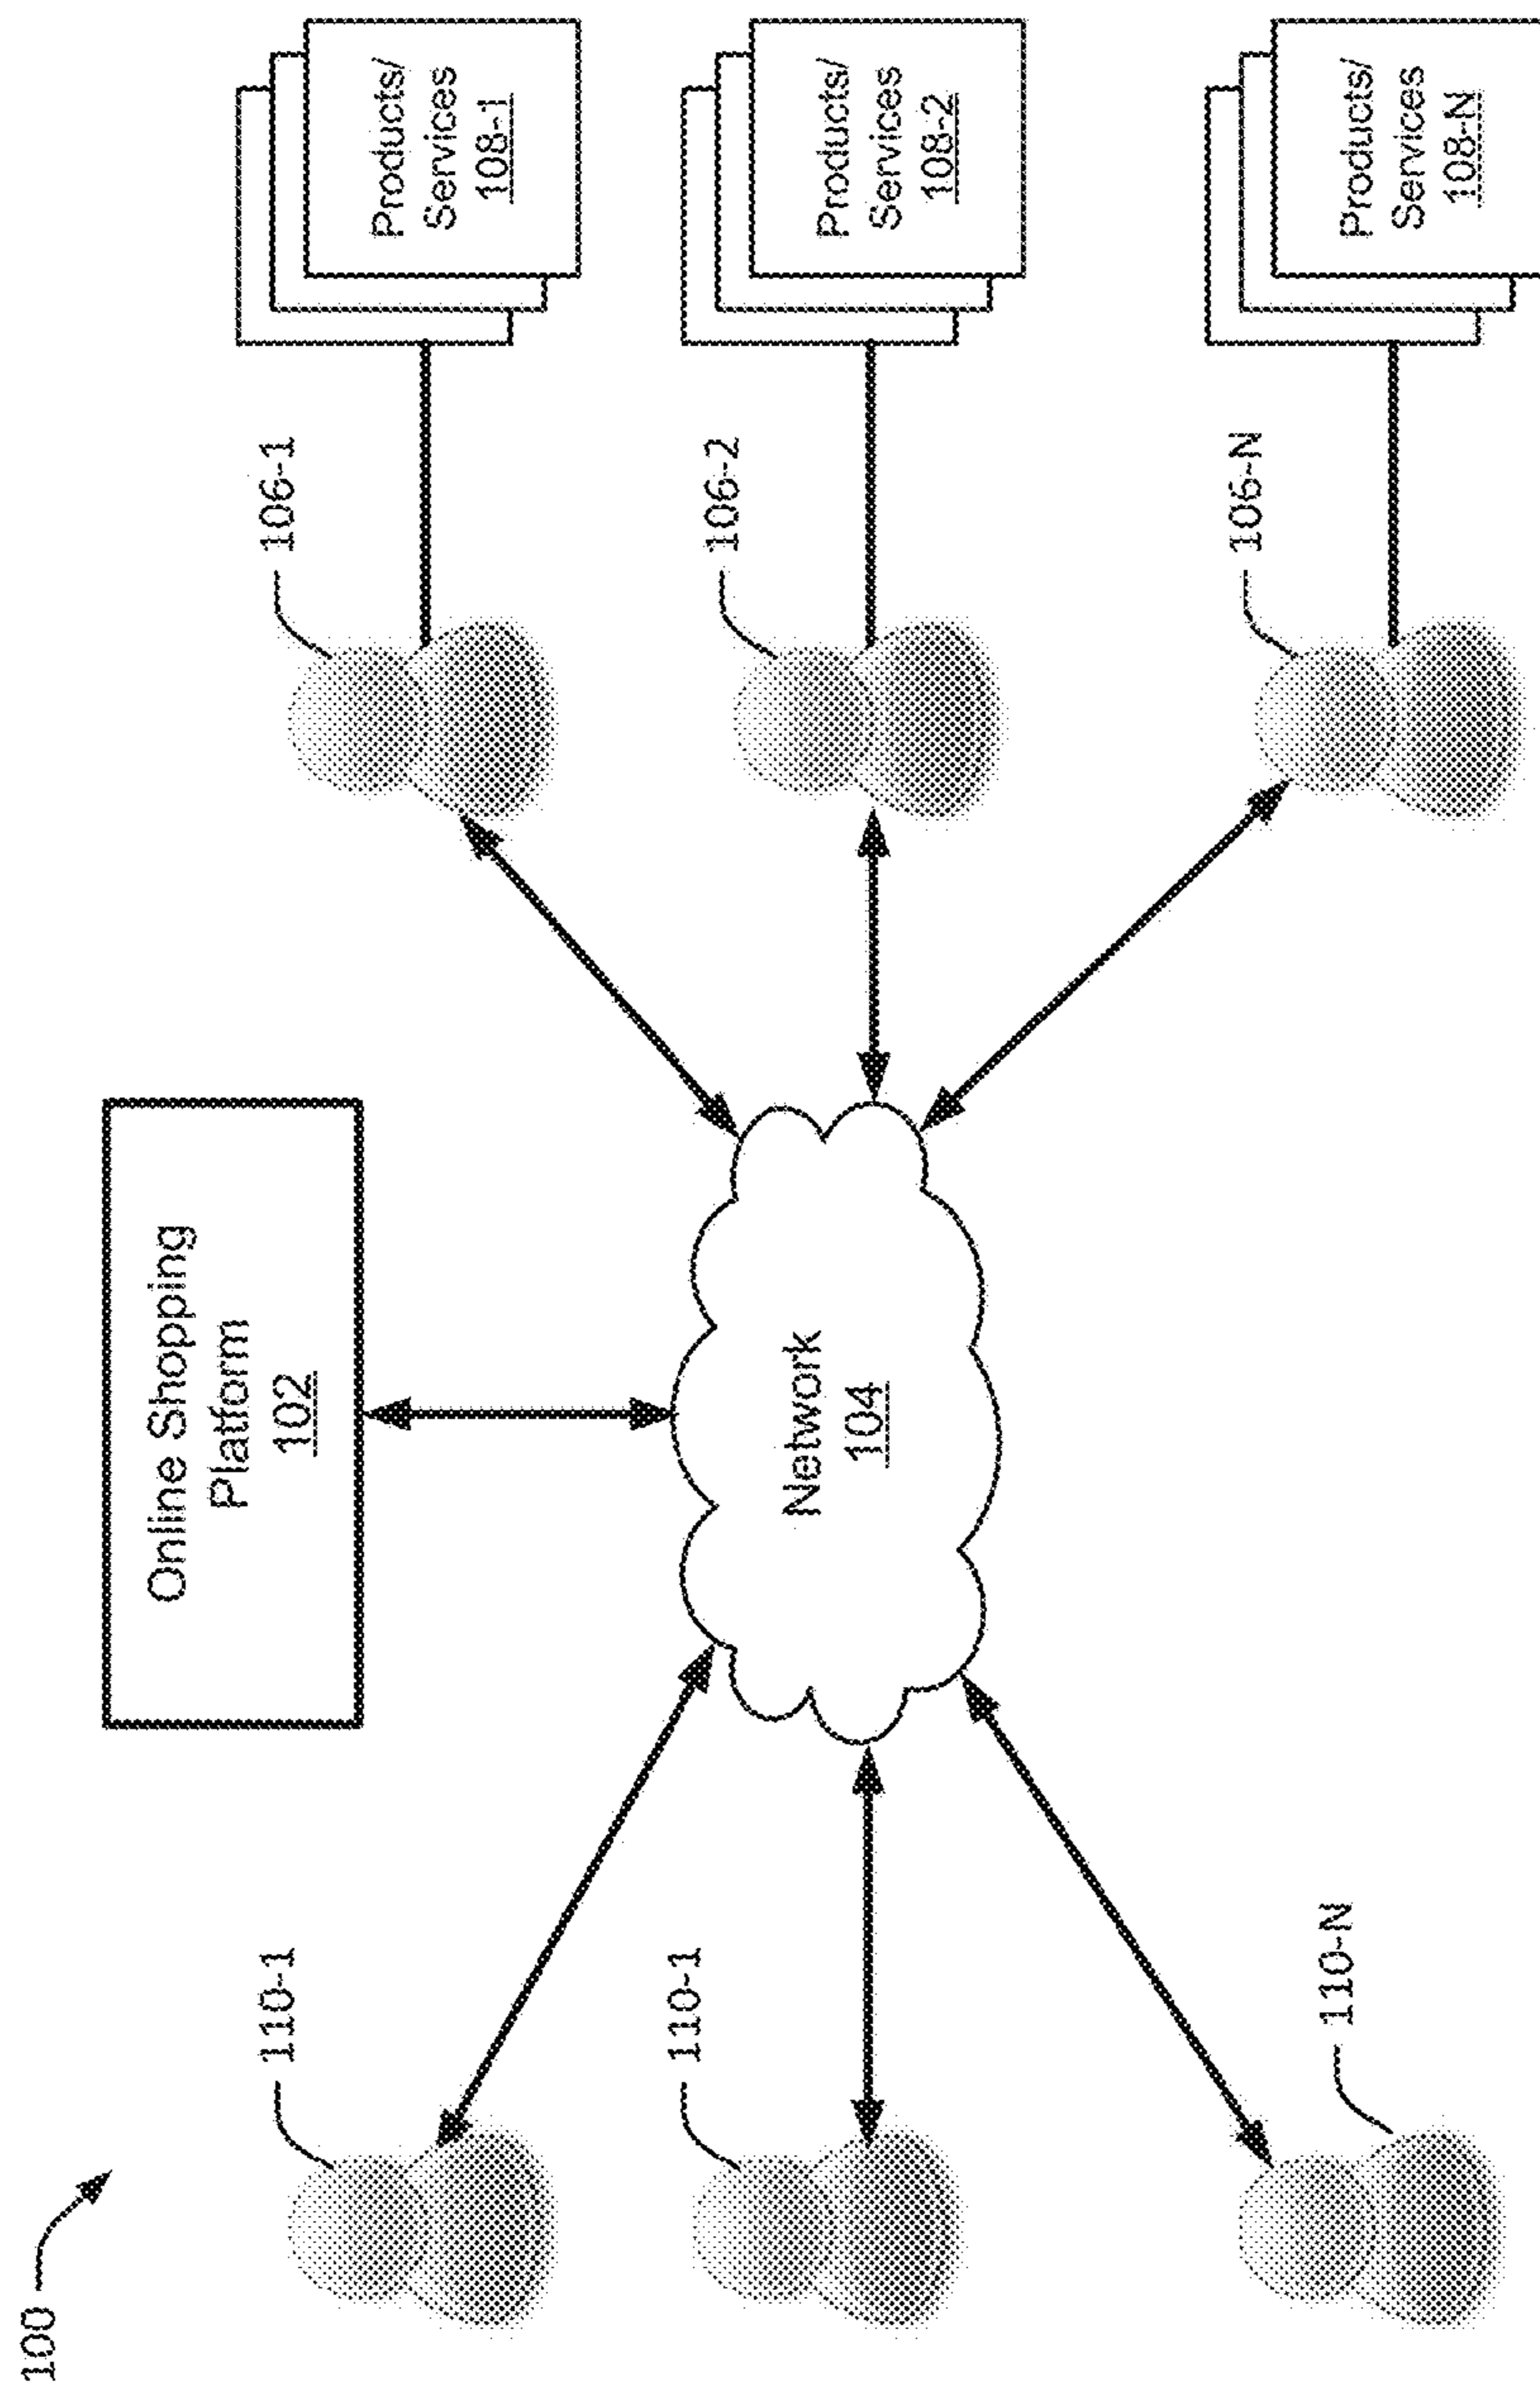 100
Online Shopping
Platform
102
110-1
110-1
110-N
Network
104
106-1
106-2
106-N
Products/
Services
108-1
Products/
Services
108-2
Products/
Services
108-N